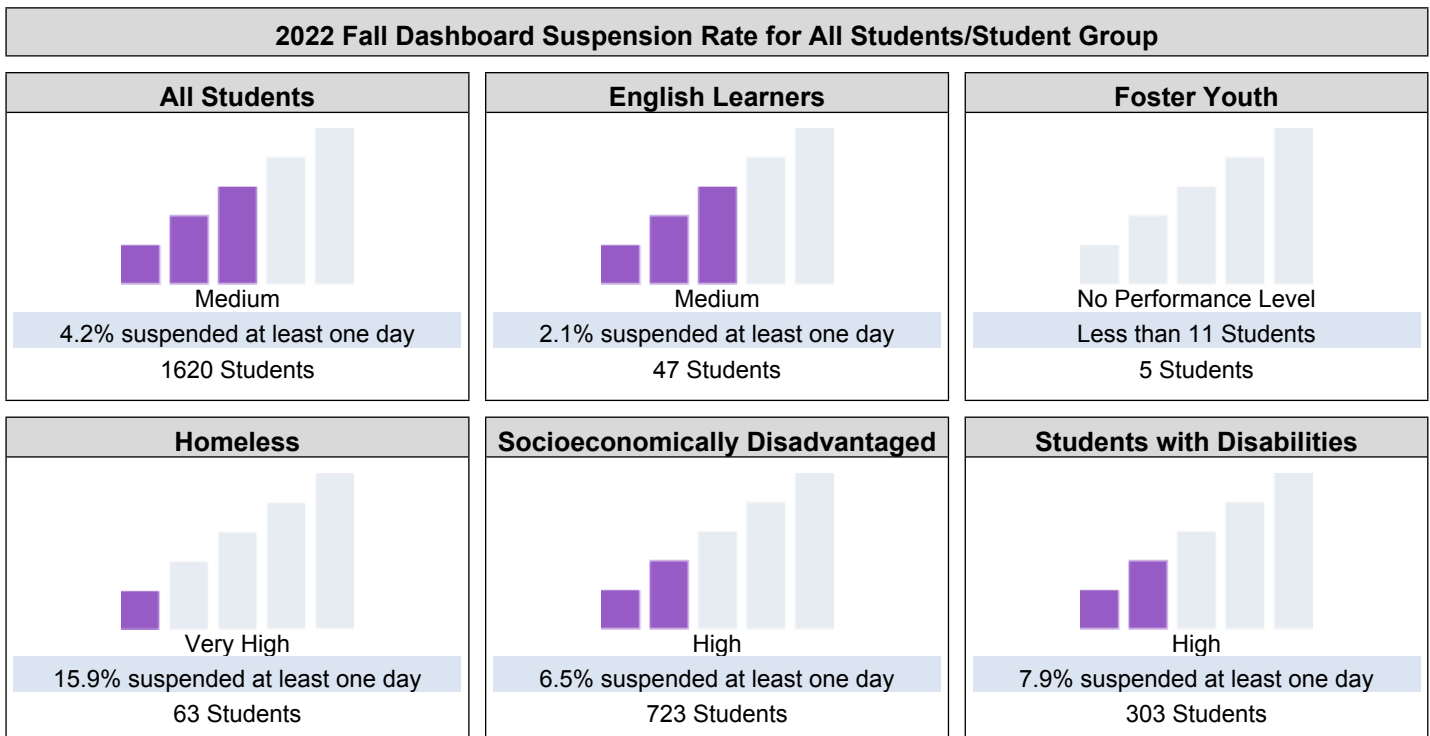 2022 Fall Dashboard Suspension Rate for All Students/Student Group
All Students
Medium
4.2% suspended at least one day
1620 Students
English Learners
Medium
2.1% suspended at least one day
47 Students
Foster Youth
No Performance Level
Less than 11 Students
5 Students
Homeless
Very High
15.9% suspended at least one day
63 Students
Socioeconomically Disadvantaged
High
6.5% suspended at least one day
723 Students
Students with Disabilities
High
7.9% suspended at least one day
303 Students